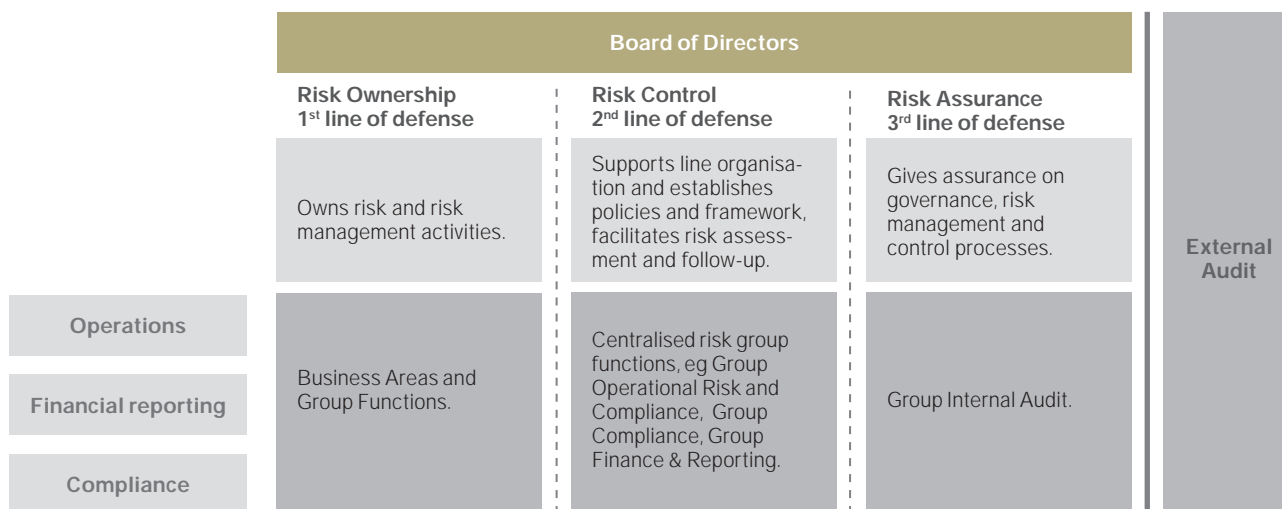 Board of Directors
Risk Ownership
1st line of defense
Risk Control
2nd line of defense
Risk Assurance
3rd line of defense
Owns risk and risk
management activities.
Supports line organisa-
tion and establishes
policies and framework,
facilitates risk assess-
ment and follow-up.
Gives assurance on
governance, risk
management and
control processes.
External
Audit
Operations
Financial reporting
Compliance
Business Areas and
Group Functions.
Centralised risk group
functions, eg Group
Operational Risk and
Compliance, Group
Compliance, Group
Finance & Reporting.
Group Internal Audit.